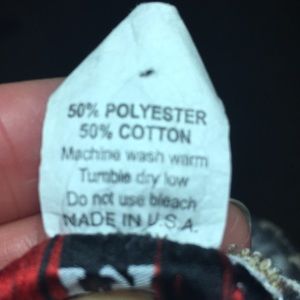 50% POLYESTER
50% COTTON
Machine wash warm
Tumble dry low
Do not use bleach
MADE IN U.S.A.